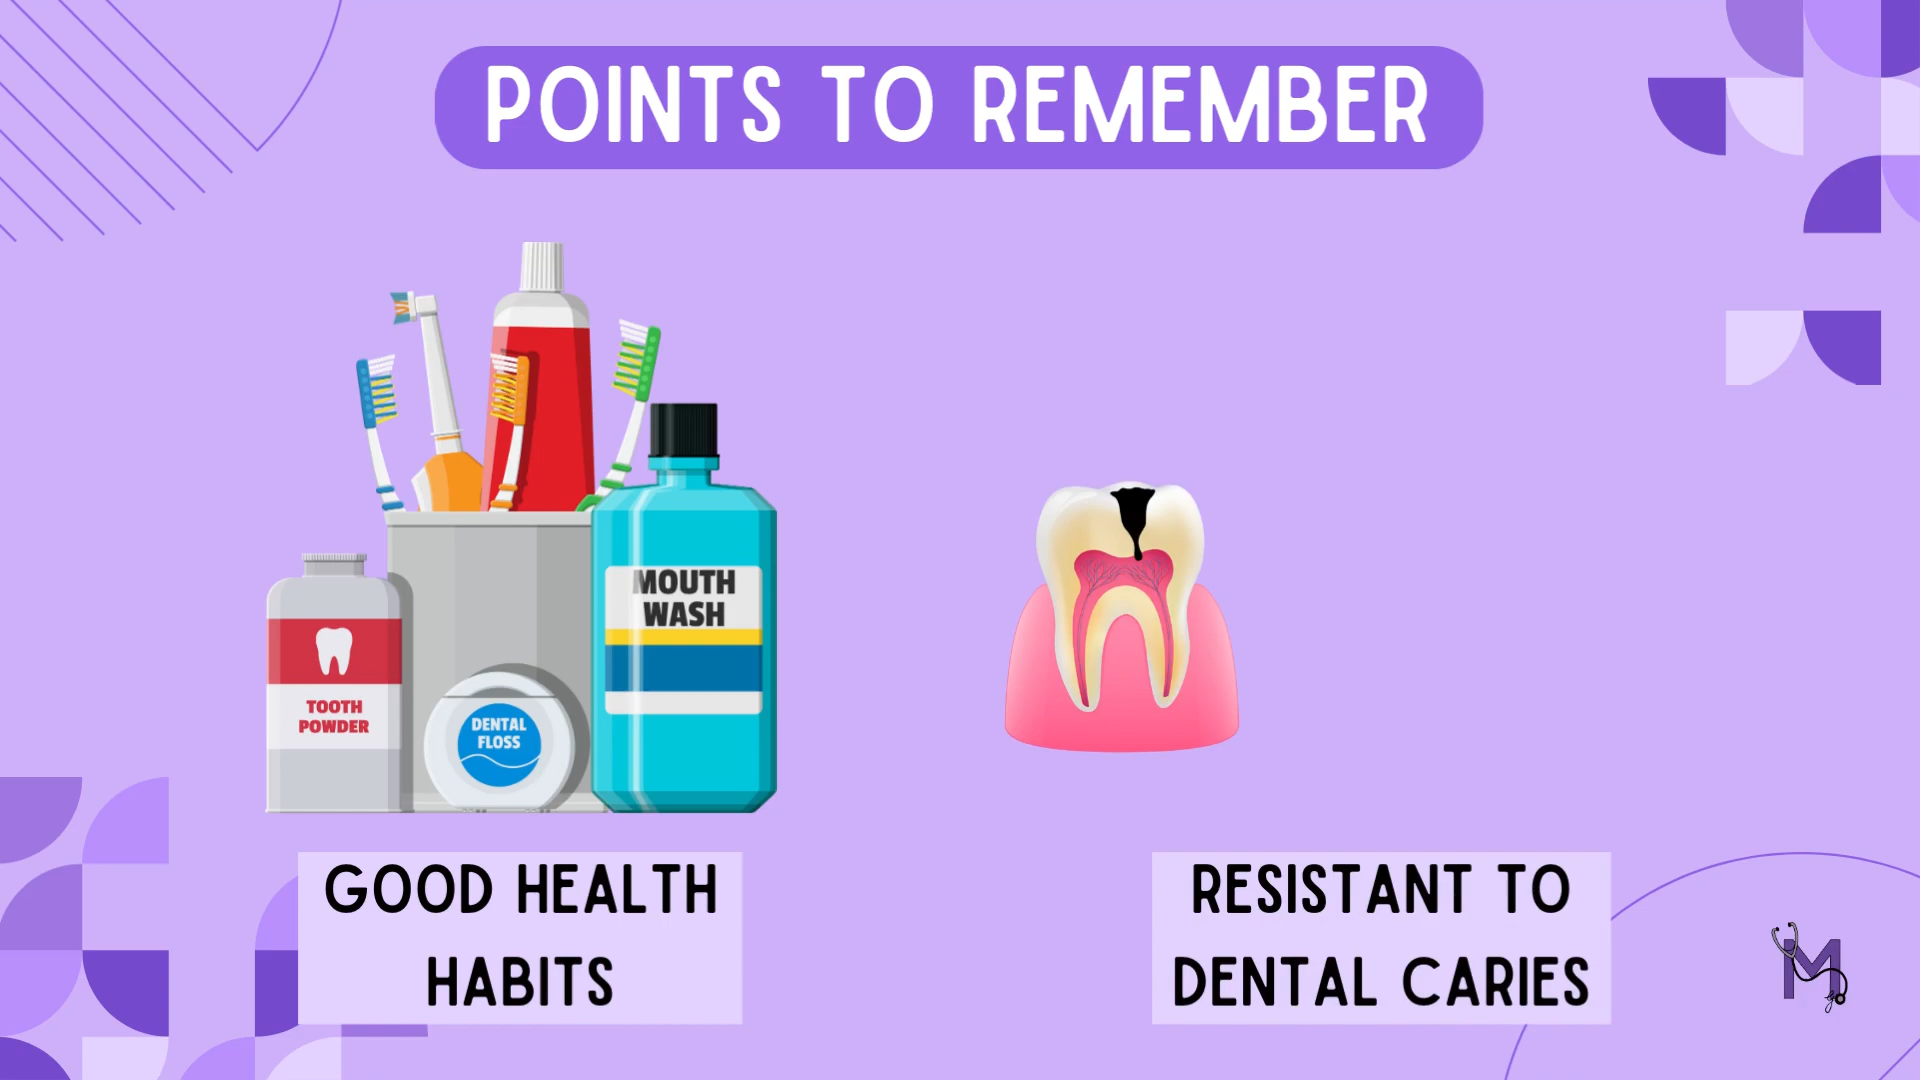 POINTS TO REMEMBER
MOUTH
WASH
TOOTH
POWDER
DENTAL
FLOSS
GOOD HEALTH
HABITS
RESISTANT TO
DENTAL CARIES
M